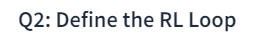 Q2: Define the RL Loop